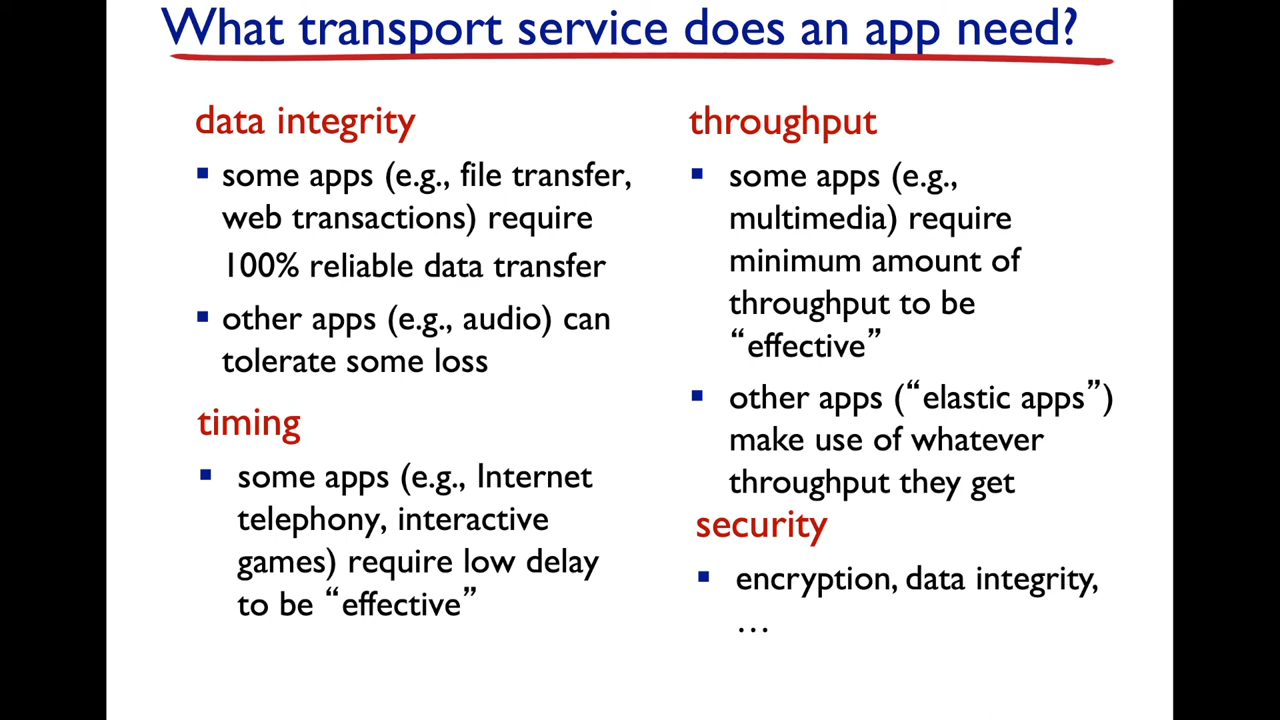 What transport service does an app need?
data integrity
▪ some apps (e.g., file transfer,
web transactions) require
100% reliable data transfer
▪ other apps (e.g., audio) can
tolerate some loss
timing
▪ some apps (e.g., Internet
telephony, interactive
games) require low delay
to be “effective”
throughput
▪ some apps (e.g.,
multimedia) require
minimum amount of
throughput to be
“effective”
▪ other apps (“elastic apps”)
make use of whatever
throughput they get
security
▪ encryption, data integrity,
…